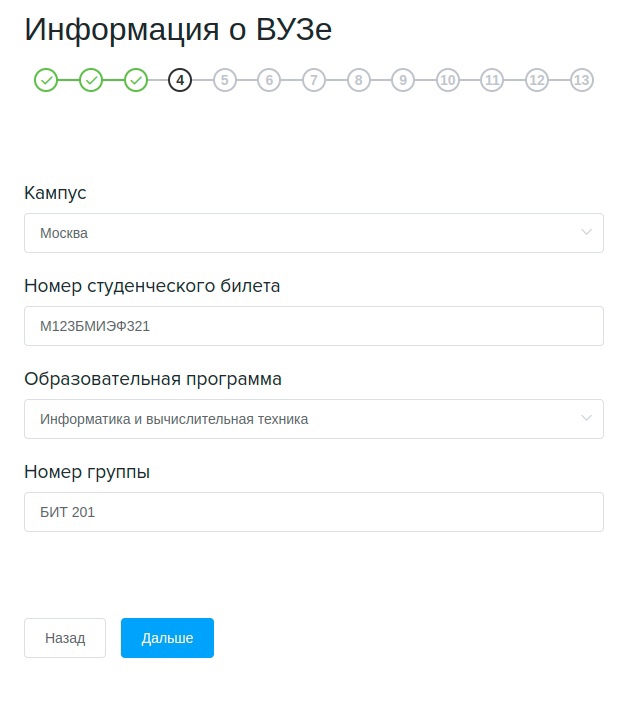 Информация о ВУЗе
4 5 6 7 8 9 10 11 12 13
Кампус
Москва
Номер студенческого билета
М123БМИЭФ321
Образовательная программа
Информатика и вычислительная техника
Номер группы
БИТ 201
Назад Дальше